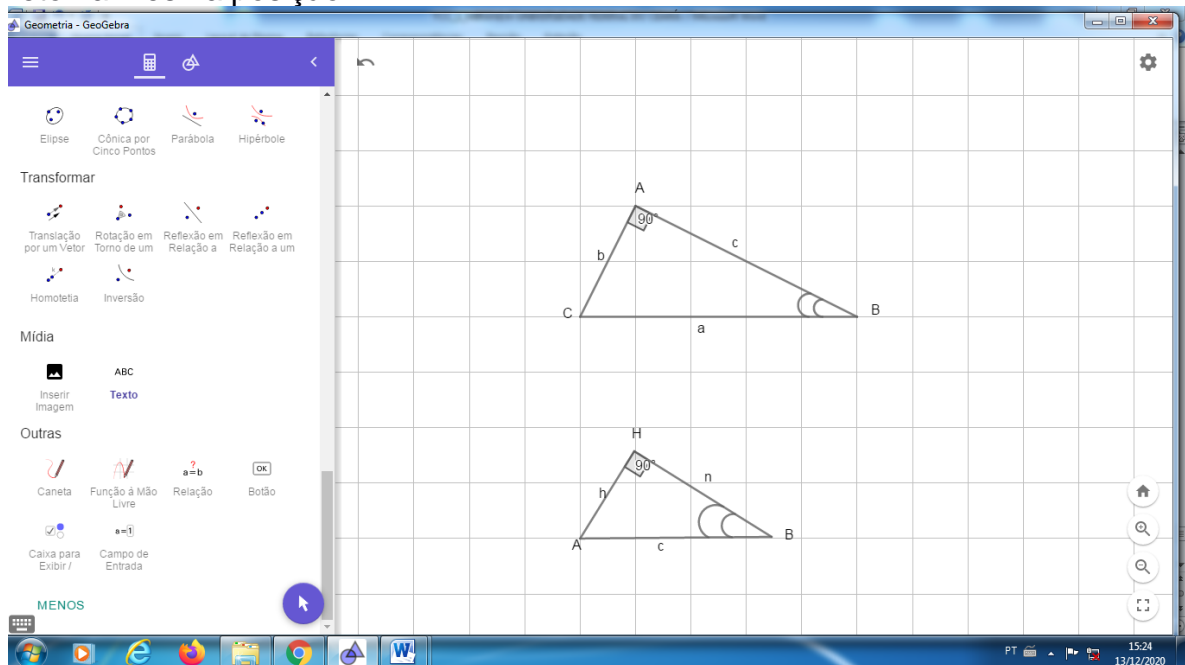 Geometria - GeoGebra
Elipse
Cônica por
Cinco Pontos
Parábola
Hipérbole
Transformar
Translação
por um Vetor
Rotação em
Torno de um
Reflexão em
Relação a
Reflexão em
Relação a um
Homotetia
Inversão
Mídia
Inserir
Imagem
ABC
Texto
Outras
Caneta
Função à Mão
Livre
a=b
?
Relação
OK
Botão
Caixa para
Exibir /
a=1
Campo de
Entrada
MENOS
A
90°
b
c
C
B
a
H
90°
h
n
A
c
B
PT
15:24
13/12/2020